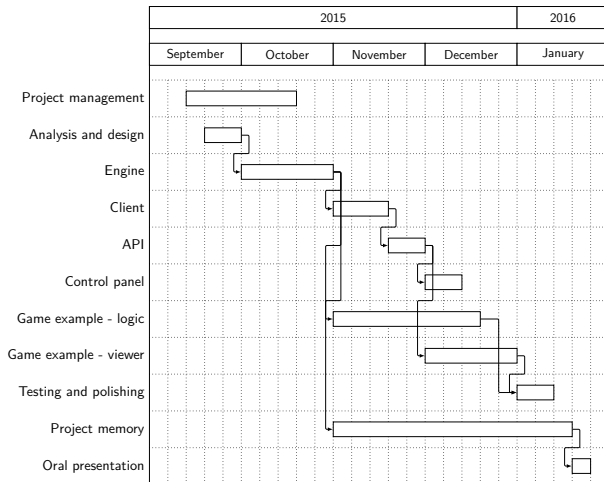 2015 2016
September October November December January
Project management
Analysis and design
Engine
Client
API
Control panel
Game example - logic
Game example - viewer
Testing and polishing
Project memory
Oral presentation